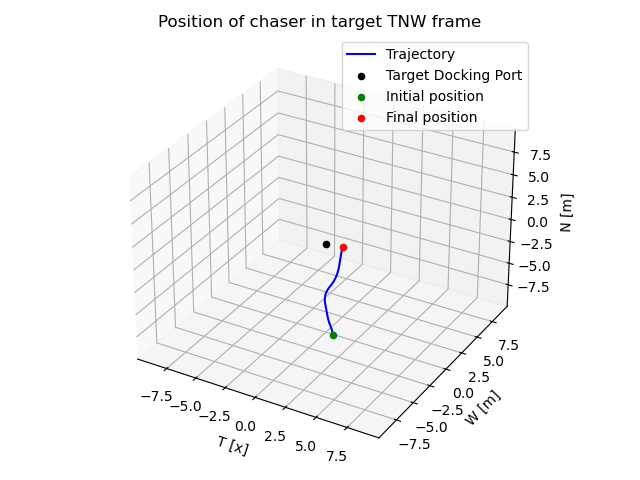 Position of chaser in target TNW frame
Trajectory
Target Docking Port
Initial position
Final position
7.5
5.0
2.5
0.0
−2.5
−5.0
−7.5
N [m]
7.5
5.0
2.5
0.0
−2.5
−5.0
−7.5
W [m]
−7.5
−5.0
−2.5
0.0
2.5
5.0
7.5
T [x]